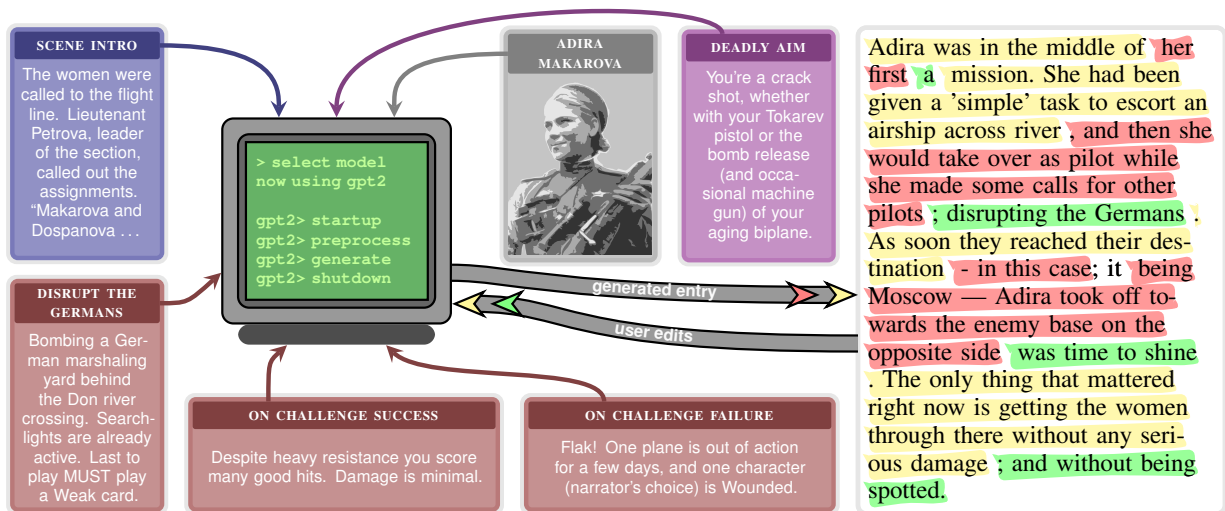 SCENE INTRO
The women were
called to the flight
line. Lieutenant
Petrova, leader
of the section,
called out the
assignments.
“Makarova and
Dospanova . . .
DISRUPT THE
GERMANS
Bombing a Ger-
man marshaling
yard behind
the Don river
crossing. Search-
lights are already
active. Last to
play MUST play
a Weak card.
> select model
now using gpt2
gpt2> startup
gpt2> preprocess
gpt2> generate
gpt2> shutdown
ADIRA
MAKAROVA
DEADLY AIM
You're a crack
shot, whether
with your Tokarev
pistol or the
bomb release
(and occa-
sional machine
gun) of your
aging biplane.
generated entry
user edits
ON CHALLENGE SUCCESS
Despite heavy resistance you score
many good hits. Damage is minimal.
ON CHALLENGE FAILURE
Flak! One plane is out of action
for a few days, and one character
(narrator's choice) is Wounded.
Adira was in the middle of her
first a mission. She had been
given a 'simple' task to escort an
airship across river , and then she
would take over as pilot while
she made some calls for other
pilots ; disrupting the Germans .
As soon they reached their des-
tination - in this case; it being
Moscow — Adira took off to-
wards the enemy base on the
opposite side was time to shine
. The only thing that mattered
right now is getting the women
through there without any seri-
ous damage ; and without being
spotted.